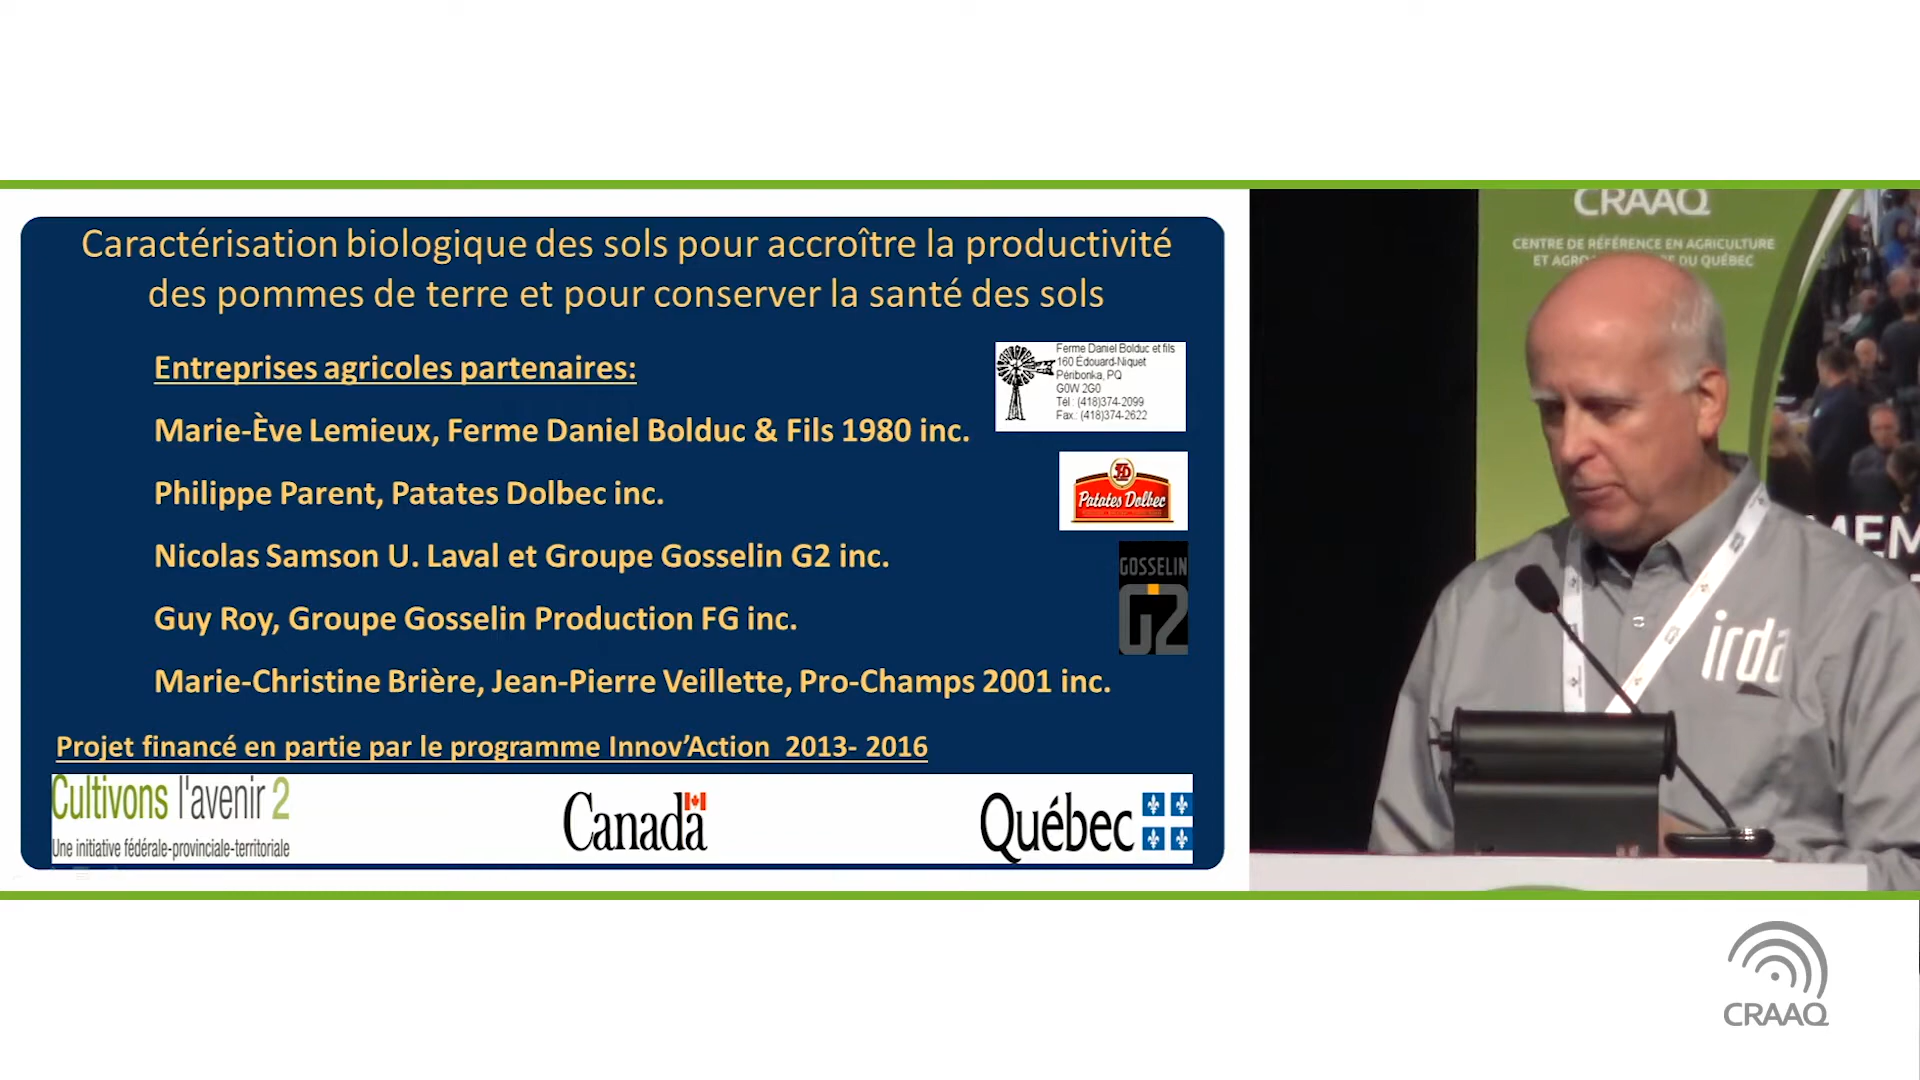 Caractérisation biologique des sols pour accroître la productivité
des pommes de terre et pour conserver la santé des sols
Entreprises agricoles partenaires:
Ferme Daniel Bolduc et fils
160 Édouard-Niquet
Péribonka, PQ
G0W 2G0
Tél : (418)374-2099
Fax.: (418)374-2622
Marie-Ève Lemieux, Ferme Daniel Bolduc & Fils 1980 inc.
Philippe Parent, Patates Dolbec inc.
Patates Dolbec
Nicolas Samson U. Laval et Groupe Gosselin G2 inc.
GOSSELIN
G2
Guy Roy, Groupe Gosselin Production FG inc.
Marie-Christine Brière, Jean-Pierre Veillette, Pro-Champs 2001 inc.
Projet financé en partie par le programme Innov’Action 2013- 2016
Cultivons l'avenir 2
Une initiative fédérale-provinciale-territoriale
Canada
Québec
CRAAQ
CENTRE DE RÉFÉRENCE EN AGRICULTURE
ET DU QUÉBEC
irda
CRAAQ